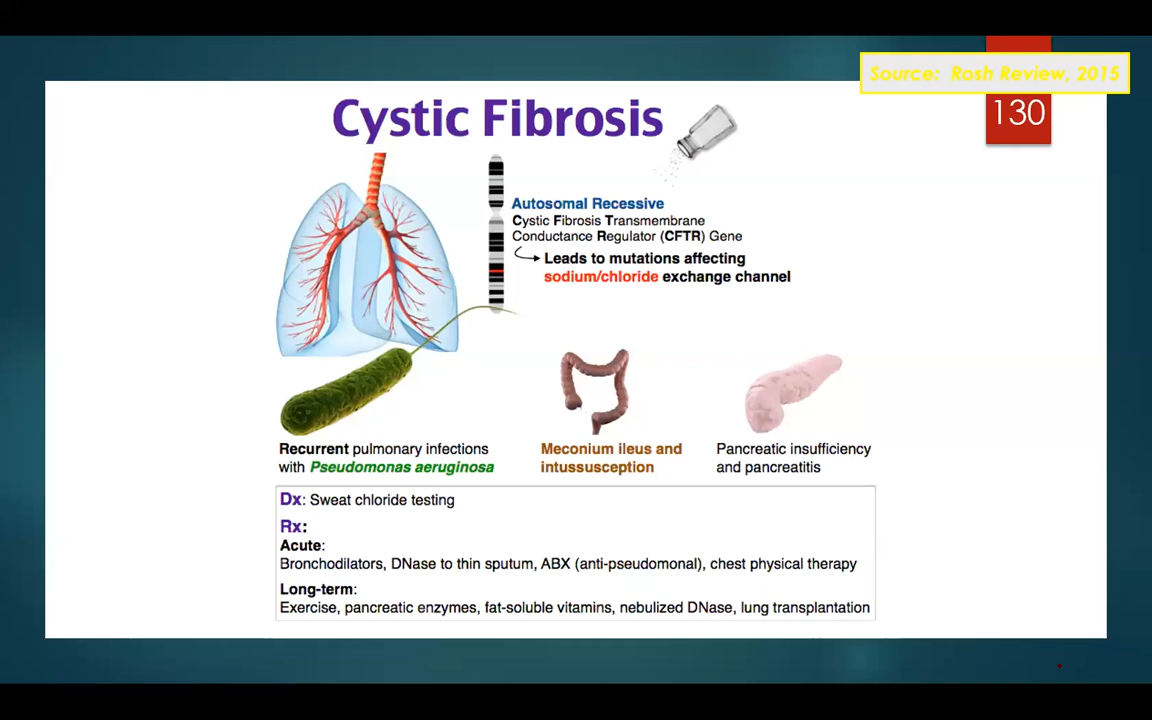 Source: Rosh Review, 2015
130
Cystic Fibrosis
Autosomal Recessive
Cystic Fibrosis Transmembrane
Conductance Regulator (CFTR) Gene
Leads to mutations affecting
sodium/chloride exchange channel
Recurrent pulmonary infections
with Pseudomonas aeruginosa
Meconium ileus and
intussusception
Pancreatic insufficiency
and pancreatitis
Dx: Sweat chloride testing
Rx:
Acute:
Bronchodilators, DNase to thin sputum, ABX (anti-pseudomonal), chest physical therapy
Long-term:
Exercise, pancreatic enzymes, fat-soluble vitamins, nebulized DNase, lung transplantation